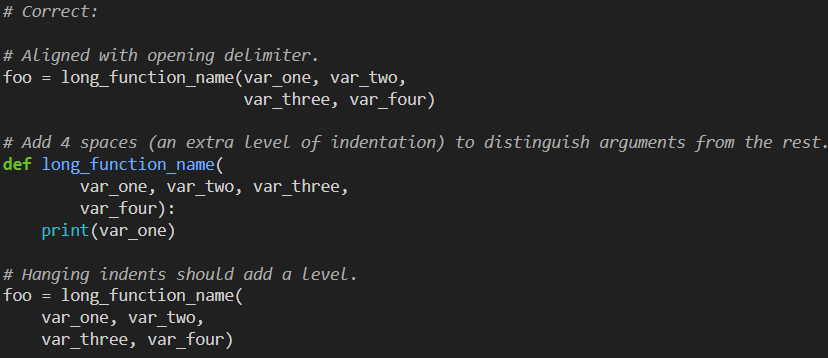 # Correct:

# Aligned with opening delimiter.
foo = long_function_name(var_one, var_two,
                         var_three, var_four)

# Add 4 spaces (an extra level of indentation) to distinguish arguments from the rest.
def long_function_name(
        var_one, var_two, var_three,
        var_four):
    print(var_one)

# Hanging indents should add a level.
foo = long_function_name(
    var_one, var_two,
    var_three, var_four)